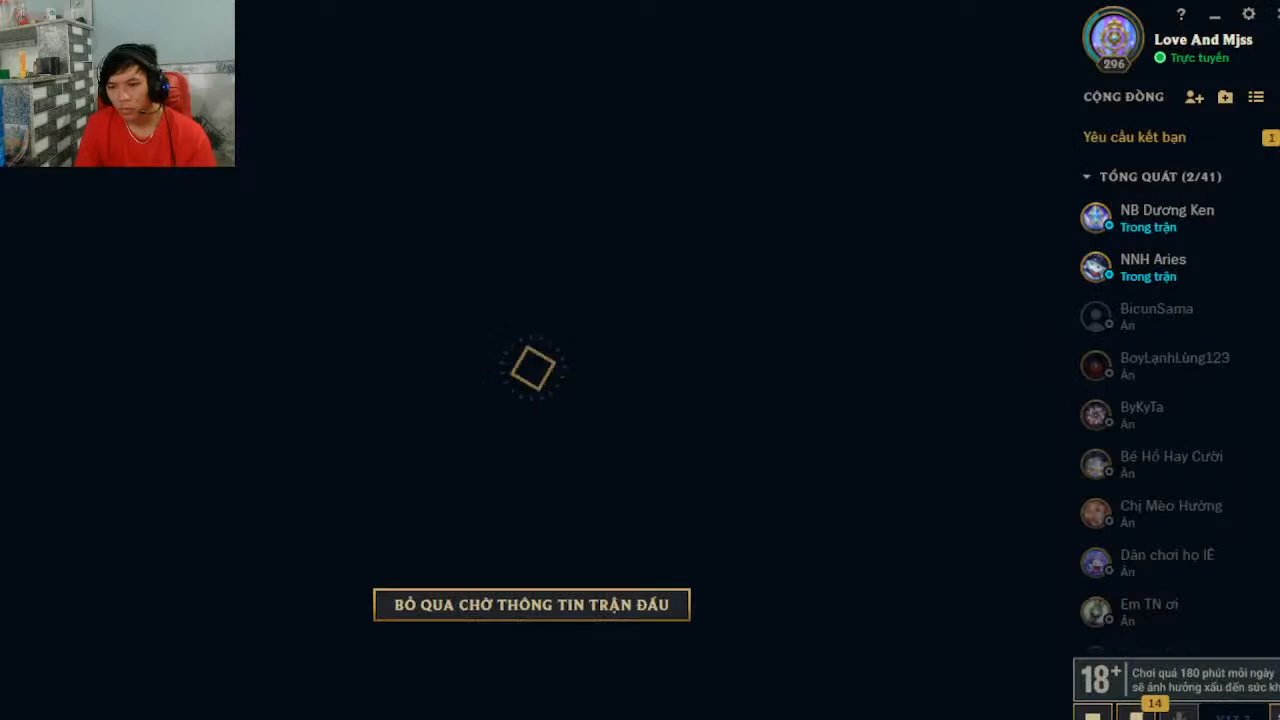 ?
Love And Mjss
296
Trực tuyến
CỘNG ĐỒNG
Yêu cầu kết bạn
1
TỔNG QUÁT (2/41)
NB Dương Ken
Trong trận
NNH Aries
Trong trận
BicunSama
Ẩn
BoyLạnhLùng123
Ẩn
ByKyTa
Ẩn
Bé Hổ Hay Cười
Ẩn
Chị Mèo Hường
Ẩn
Dân chơi họ IÊ
Ẩn
Em TN ơi
Ẩn
BỎ QUA CHỜ THÔNG TIN TRẬN ĐẤU
18+
Chơi quá 180 phút mỗi ngày
sẽ ảnh hưởng xấu đến sức kh
14